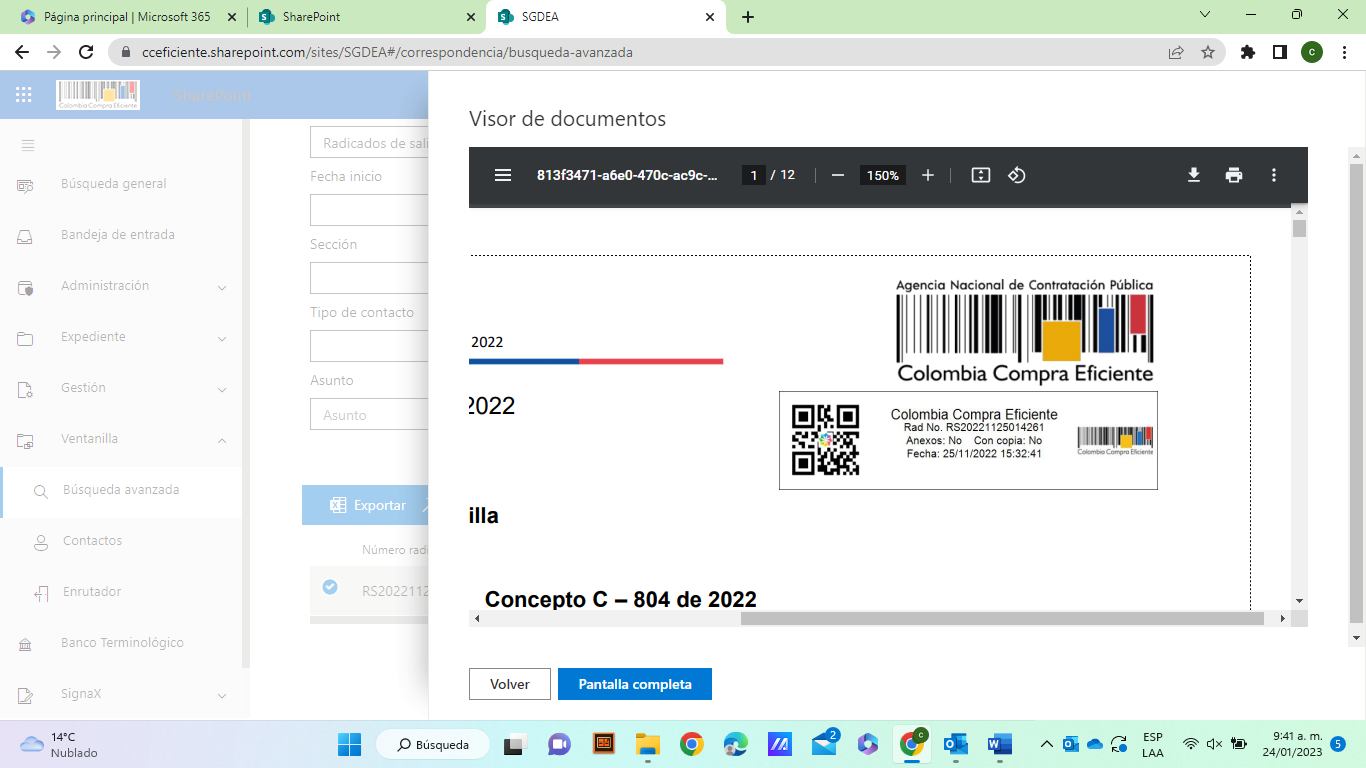 Página principal | Microsoft 365
SharePoint
SGDEA
cceficiente.sharepoint.com/sites/SGDEA#/correspondencia/busqueda-avanzada
c
Colombia Compra Eficiente
SharePoint
Búsqueda general
Bandeja de entrada
Administración
Expediente
Gestión
Ventanilla
Búsqueda avanzada
Contactos
Enrutador
Banco Terminológico
SignaX
Radicados de sali
Fecha inicio
Sección
Tipo de contacto
Asunto
Asunto
Exportar
Número radi
RS2022112
Visor de documentos
813f3471-a6e0-470c-ac9c-...
1 / 12
150%
Agencia Nacional de Contratación Pública
Colombia Compra Eficiente
2022
2022
Colombia Compra Eficiente
Rad No. RS20221125014261
Anexos: No Con copia: No
Fecha: 25/11/2022 15:32:41
Colombia Compra Eficiente
illa
Concepto C – 804 de 2022
Volver
Pantalla completa
14°C
Nublado
Búsqueda
2
c
ESP
LAA
9:41 a. m.
24/01/2023
5